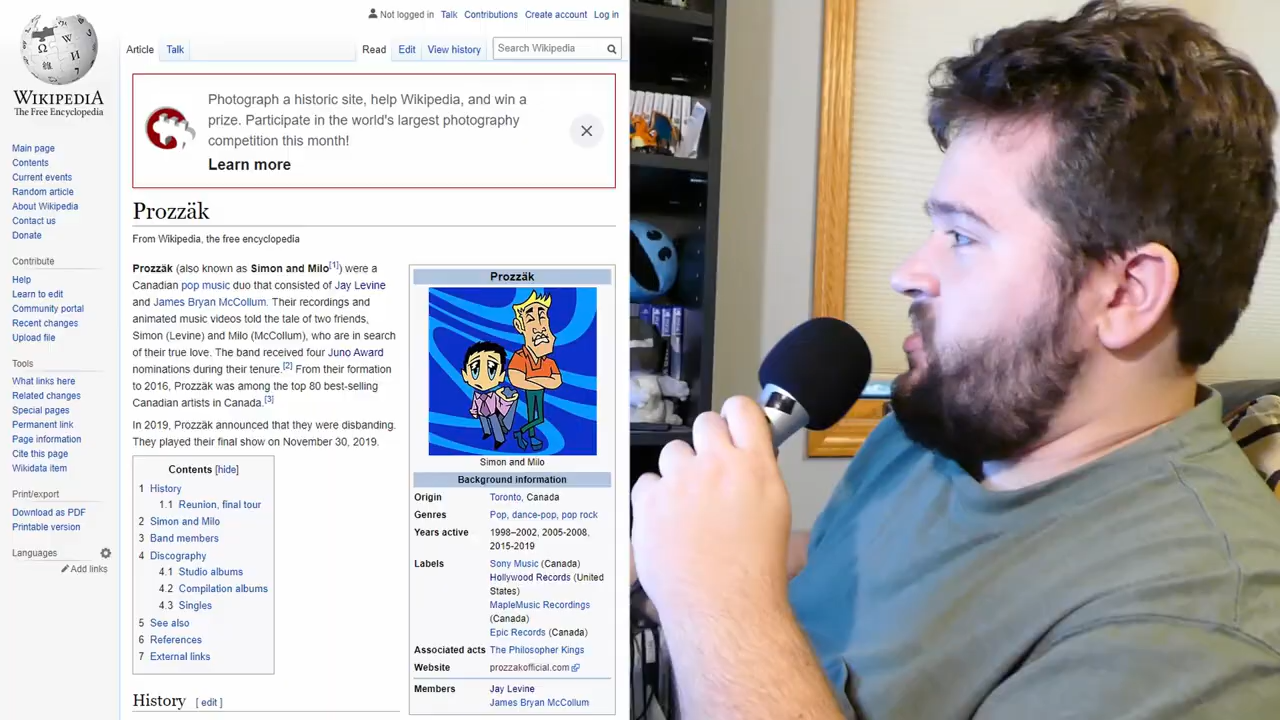 WIKIPEDIA
The Free Encyclopedia
Main page
Contents
Current events
Random article
About Wikipedia
Contact us
Donate
Contribute
Help
Learn to edit
Community portal
Recent changes
Upload file
Tools
What links here
Related changes
Special pages
Permanent link
Page information
Cite this page
Wikidata item
Print/export
Download as PDF
Printable version
Languages
Add links
Not logged in Talk Contributions Create account Log in
Article Talk Read Edit View history Search Wikipedia
Photograph a historic site, help Wikipedia, and win a
prize. Participate in the world's largest photography
competition this month!
Learn more
Prozzäk
From Wikipedia, the free encyclopedia
Prozzäk (also known as Simon and Milo[1]) were a
Canadian pop music duo that consisted of Jay Levine
and James Bryan McCollum. Their recordings and
animated music videos told the tale of two friends,
Simon (Levine) and Milo (McCollum), who are in search
of their true love. The band received four Juno Award
nominations during their tenure.[2] From their formation
to 2016, Prozzäk was among the top 80 best-selling
Canadian artists in Canada.[3]
In 2019, Prozzäk announced that they were disbanding.
They played their final show on November 30, 2019.
Contents [hide]
1 History
1.1 Reunion, final tour
2 Simon and Milo
3 Band members
4 Discography
4.1 Studio albums
4.2 Compilation albums
4.3 Singles
5 See also
6 References
7 External links
History [ edit ]
Prozzäk
Simon and Milo
Background information
Origin Toronto, Canada
Genres Pop, dance-pop, pop rock
Years active 1998–2002, 2005-2008,
2015-2019
Labels Sony Music (Canada)
Hollywood Records (United
States)
MapleMusic Recordings
(Canada)
Epic Records (Canada)
Associated acts The Philosopher Kings
Website prozzakofficial.com
Members Jay Levine
James Bryan McCollum